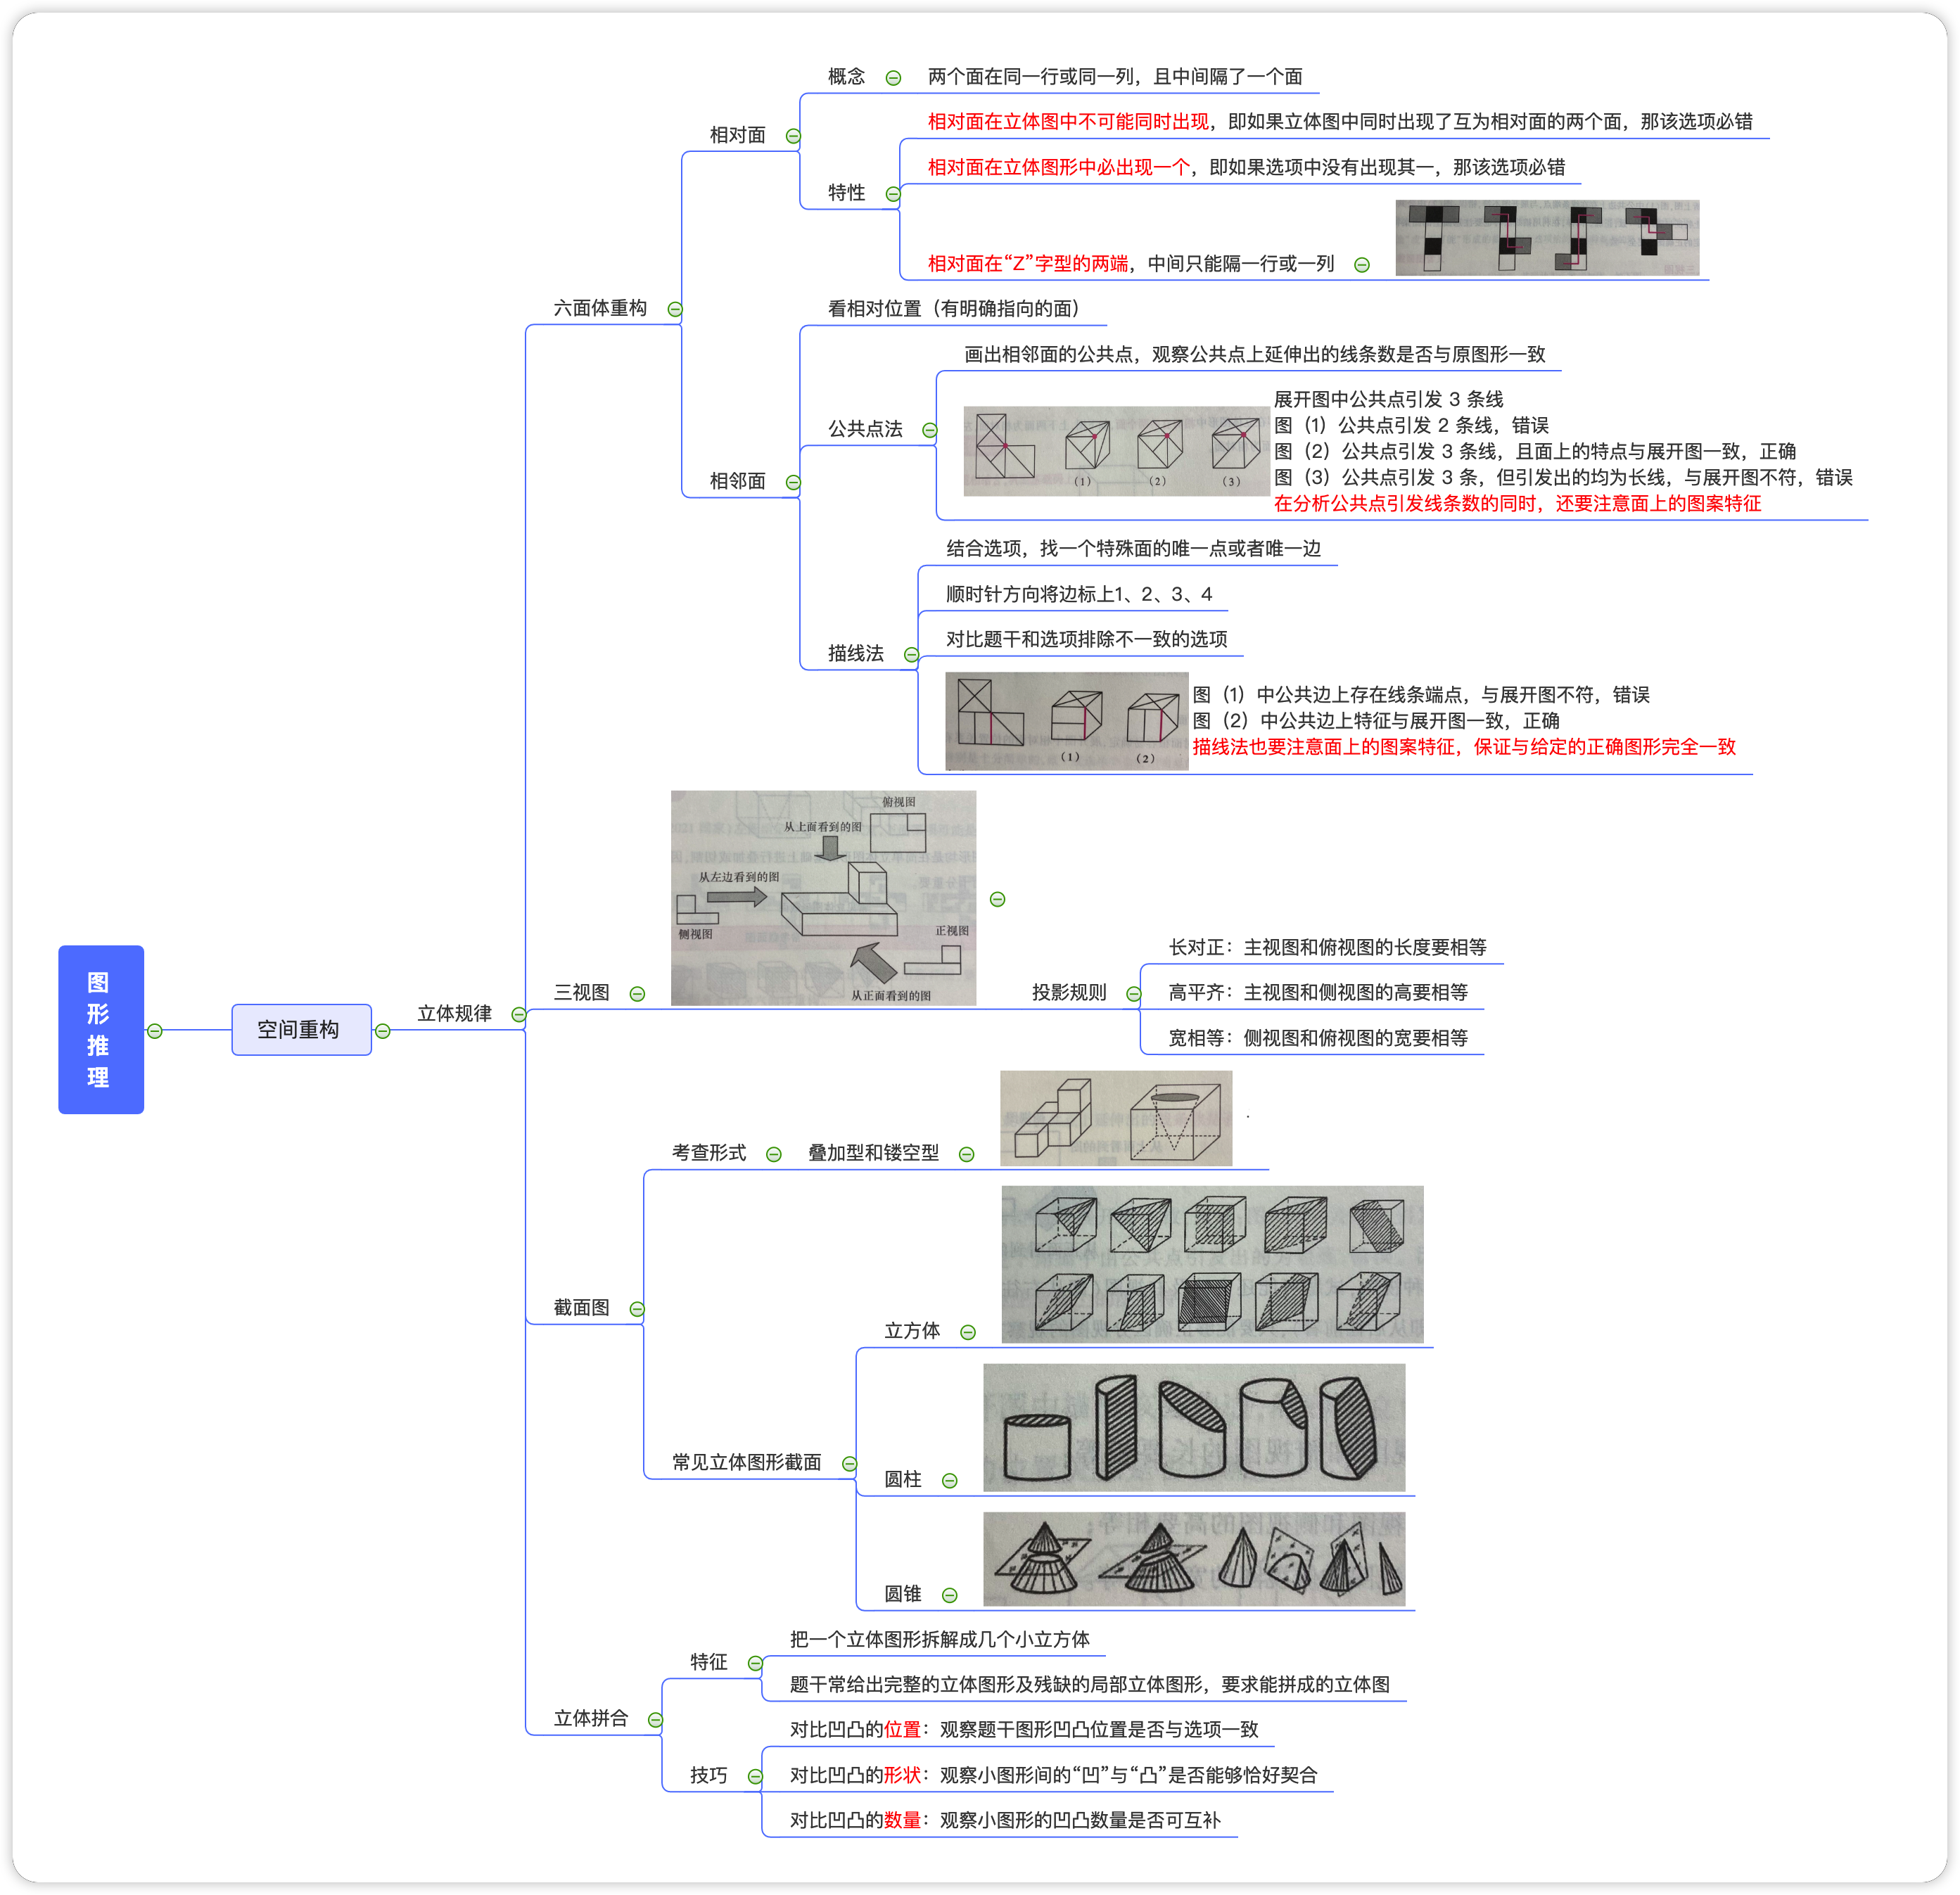 图形推理
空间重构
立体规律
六面体重构
相对面
概念
两个面在同一行或同一列，且中间隔了一个面
特性
相对面在立体图中不可能同时出现，即如果立体图中同时出现了互为相对面的两个面，那该选项必错
相对面在立体图形中必出现一个，即如果选项中没有出现其一，那该选项必错
相对面在“Z”字型的两端，中间只能隔一行或一列
相邻面
看相对位置（有明确指向的面）
公共点法
画出相邻面的公共点，观察公共点上延伸出的线条数是否与原图形一致
（1）
（2）
（3）
展开图中公共点引发 3 条线
图（1）公共点引发 2 条线，错误
图（2）公共点引发 3 条线，且面上的特点与展开图一致，正确
图（3）公共点引发 3 条，但引发出的均为长线，与展开图不符，错误
在分析公共点引发线条数的同时，还要注意面上的图案特征
描线法
结合选项，找一个特殊面的唯一点或者唯一边
顺时针方向将边标上1、2、3、4
对比题干和选项排除不一致的选项
（1）
（2）
图（1）中公共边上存在线条端点，与展开图不符，错误
图（2）中公共边上特征与展开图一致，正确
描线法也要注意面上的图案特征，保证与给定的正确图形完全一致
三视图
俯视图
从上面看到的图
从左边看到的图
侧视图
正视图
从正面看到的图
投影规则
长对正：主视图和俯视图的长度要相等
高平齐：主视图和侧视图的高要相等
宽相等：侧视图和俯视图的宽要相等
截面图
考查形式
叠加型和镂空型
常见立体图形截面
立方体
圆柱
圆锥
立体拼合
特征
把一个立体图形拆解成几个小立方体
题干常给出完整的立体图形及残缺的局部立体图形，要求能拼成的立体图
技巧
对比凹凸的位置：观察题干图形凹凸位置是否与选项一致
对比凹凸的形状：观察小图形间的“凹”与“凸”是否能够恰好契合
对比凹凸的数量：观察小图形的凹凸数量是否可互补